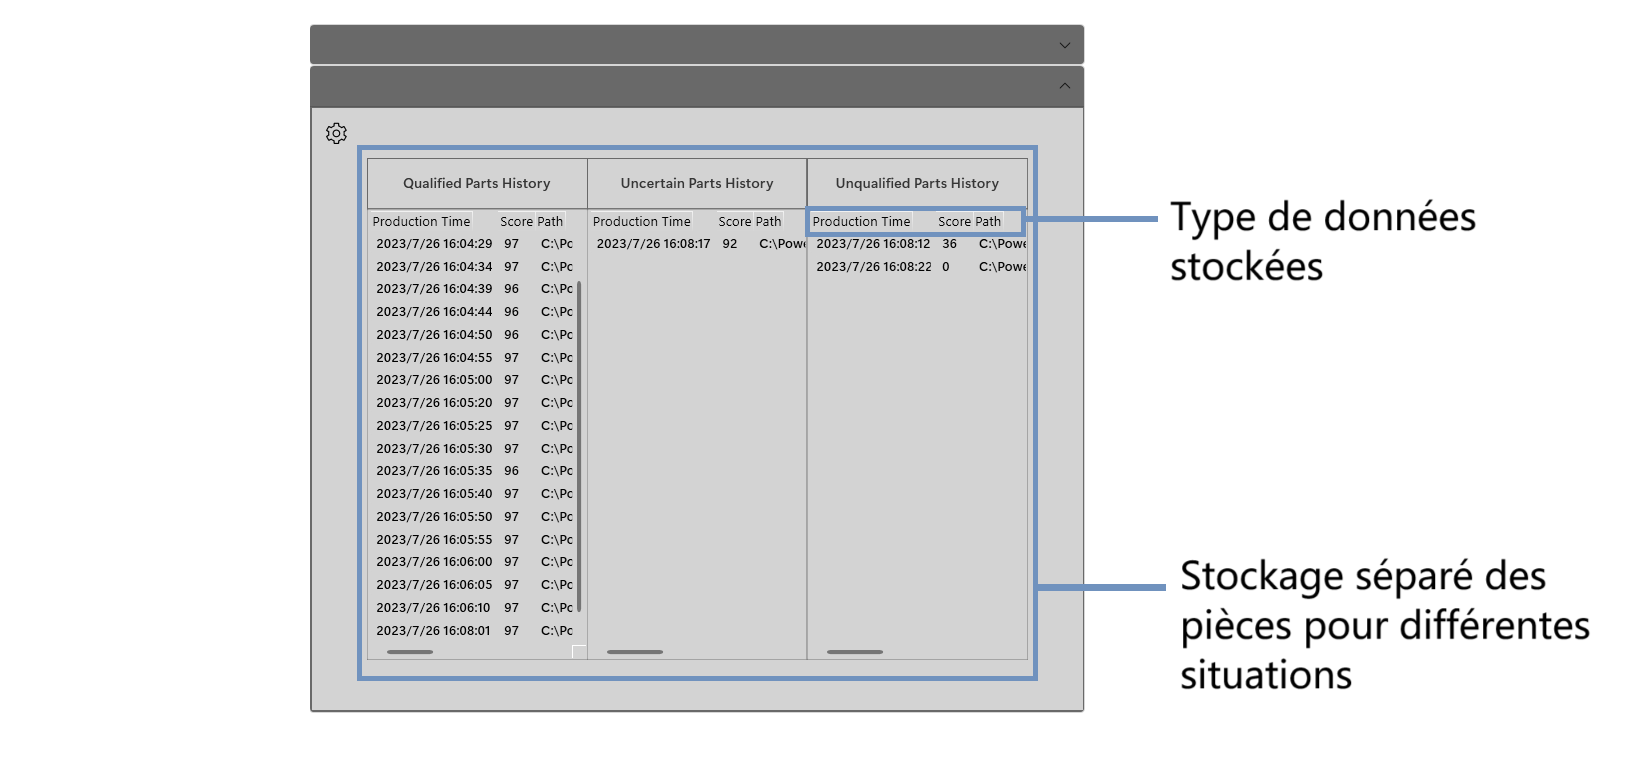 Qualified Parts History
Uncertain Parts History
Unqualified Parts History
Production Time Score Path
Production Time Score Path
Production Time Score Path
2023/7/26 16:04:29 97 C:\Pc
2023/7/26 16:08:17 92 C:\Powe
2023/7/26 16:08:12 36 C:\Powe
2023/7/26 16:04:34 97 C:\Pc
2023/7/26 16:08:22 0 C:\Powe
2023/7/26 16:04:39 96 C:\Pc
2023/7/26 16:04:44 96 C:\Pc
2023/7/26 16:04:50 96 C:\Pc
2023/7/26 16:04:55 97 C:\Pc
2023/7/26 16:05:00 97 C:\Pc
2023/7/26 16:05:20 97 C:\Pc
2023/7/26 16:05:25 97 C:\Pc
2023/7/26 16:05:30 97 C:\Pc
2023/7/26 16:05:35 96 C:\Pc
2023/7/26 16:05:40 97 C:\Pc
2023/7/26 16:05:50 97 C:\Pc
2023/7/26 16:05:55 97 C:\Pc
2023/7/26 16:06:00 97 C:\Pc
2023/7/26 16:06:05 97 C:\Pc
2023/7/26 16:06:10 97 C:\Pc
2023/7/26 16:08:01 97 C:\Pc
Type de données
stockées
Stockage séparé des
pièces pour différentes
situations